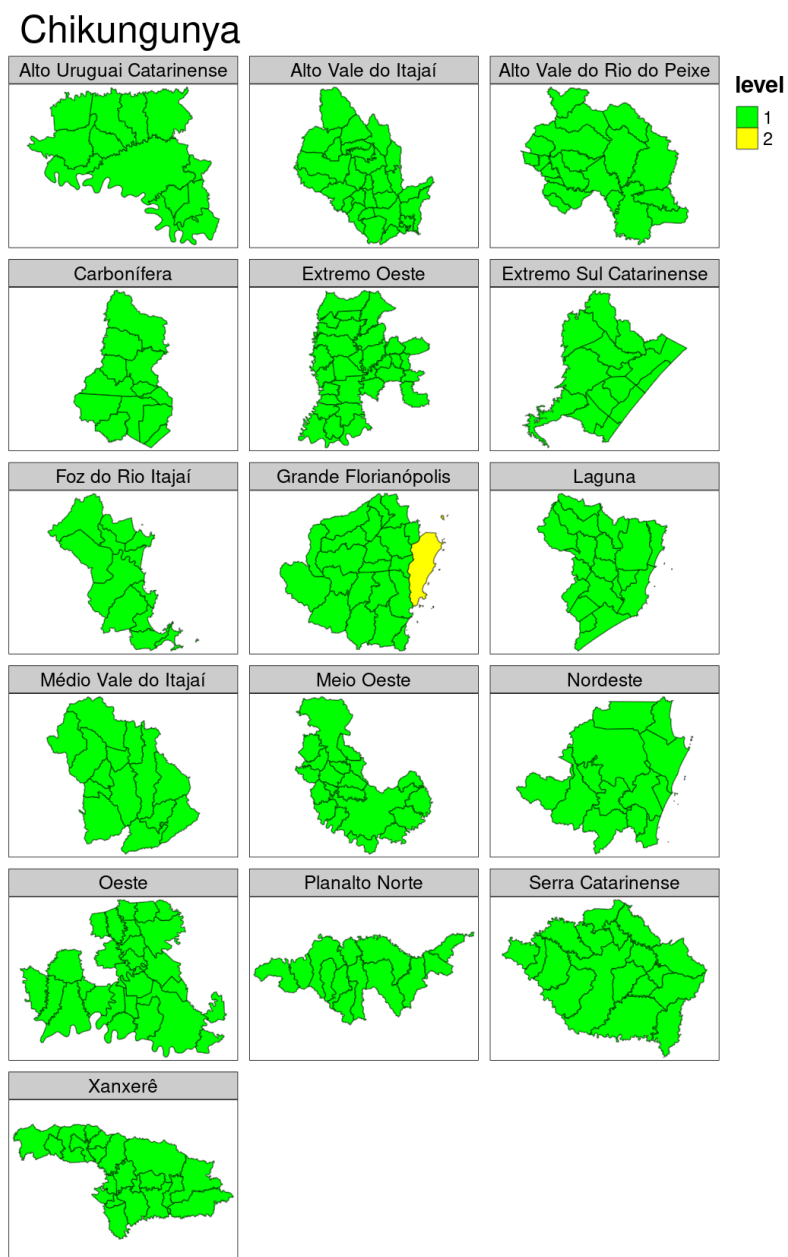 Chikungunya
Alto Uruguai Catarinense
Alto Vale do Itajaí
Alto Vale do Rio do Peixe
level
1
2
Carbonífera
Extremo Oeste
Extremo Sul Catarinense
Foz do Rio Itajaí
Grande Florianópolis
Laguna
Médio Vale do Itajaí
Meio Oeste
Nordeste
Oeste
Planalto Norte
Serra Catarinense
Xanxerê